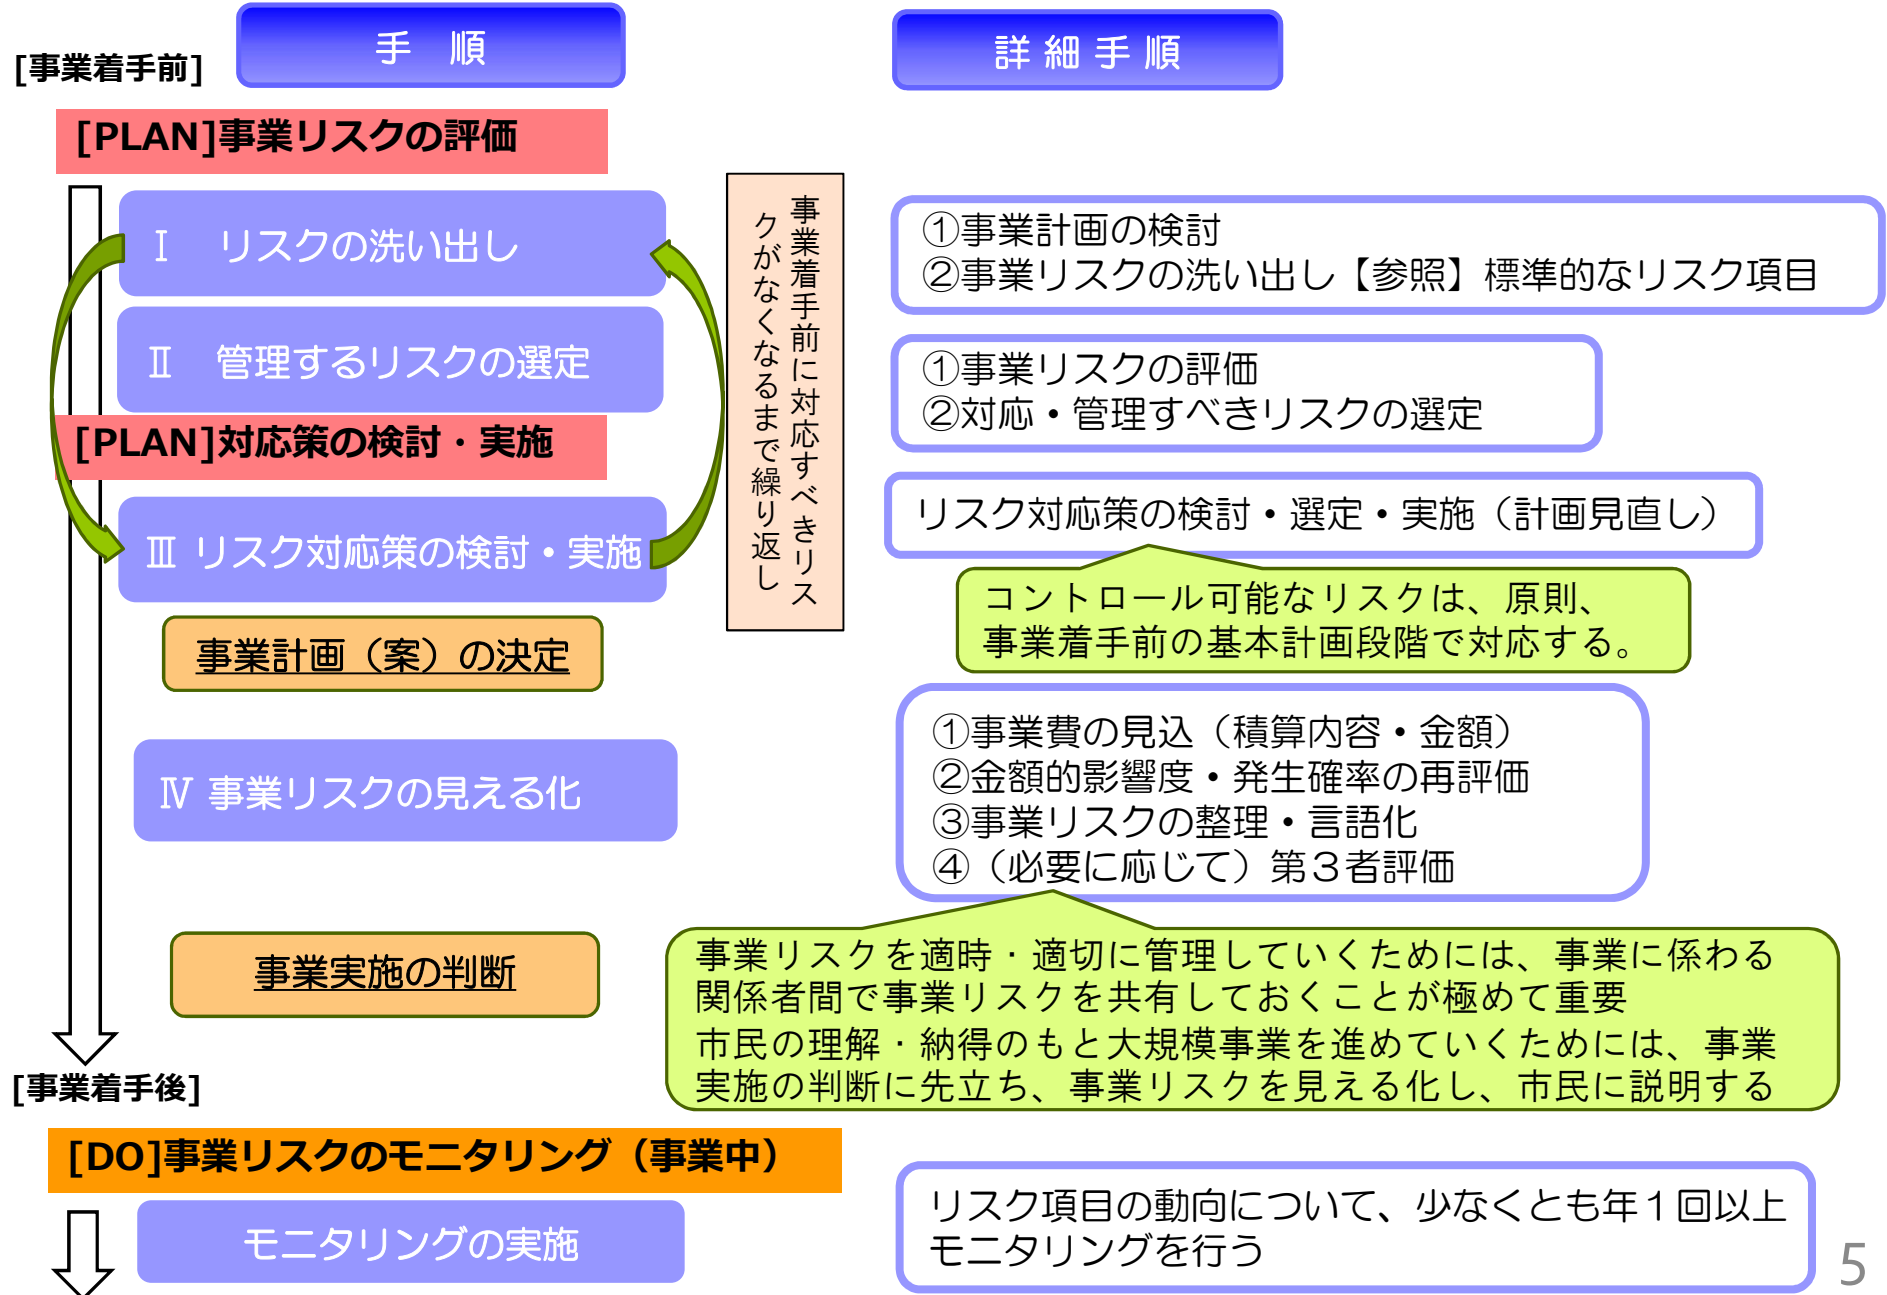 手　順
詳 細 手 順
[事業着手前]
[PLAN]事業リスクの評価
Ⅰ　リスクの洗い出し
①事業計画の検討
②事業リスクの洗い出し【参照】標準的なリスク項目
Ⅱ　管理するリスクの選定
①事業リスクの評価
②対応・管理すべきリスクの選定
事業着手前に対応すべきリス
クがなくなるまで繰り返し
[PLAN]対応策の検討・実施
Ⅲ リスク対応策の検討・実施
リスク対応策の検討・選定・実施（計画見直し）
コントロール可能なリスクは、原則、
事業着手前の基本計画段階で対応する。
事業計画（案）の決定
Ⅳ 事業リスクの見える化
①事業費の見込（積算内容・金額）
②金額的影響度・発生確率の再評価
③事業リスクの整理・言語化
④（必要に応じて）第３者評価
事業実施の判断
事業リスクを適時・適切に管理していくためには、事業に係わる
関係者間で事業リスクを共有しておくことが極めて重要
市民の理解・納得のもと大規模事業を進めていくためには、事業
実施の判断に先立ち、事業リスクを見える化し、市民に説明する
[事業着手後]
[DO]事業リスクのモニタリング（事業中）
モニタリングの実施
リスク項目の動向について、少なくとも年１回以上
モニタリングを行う
5